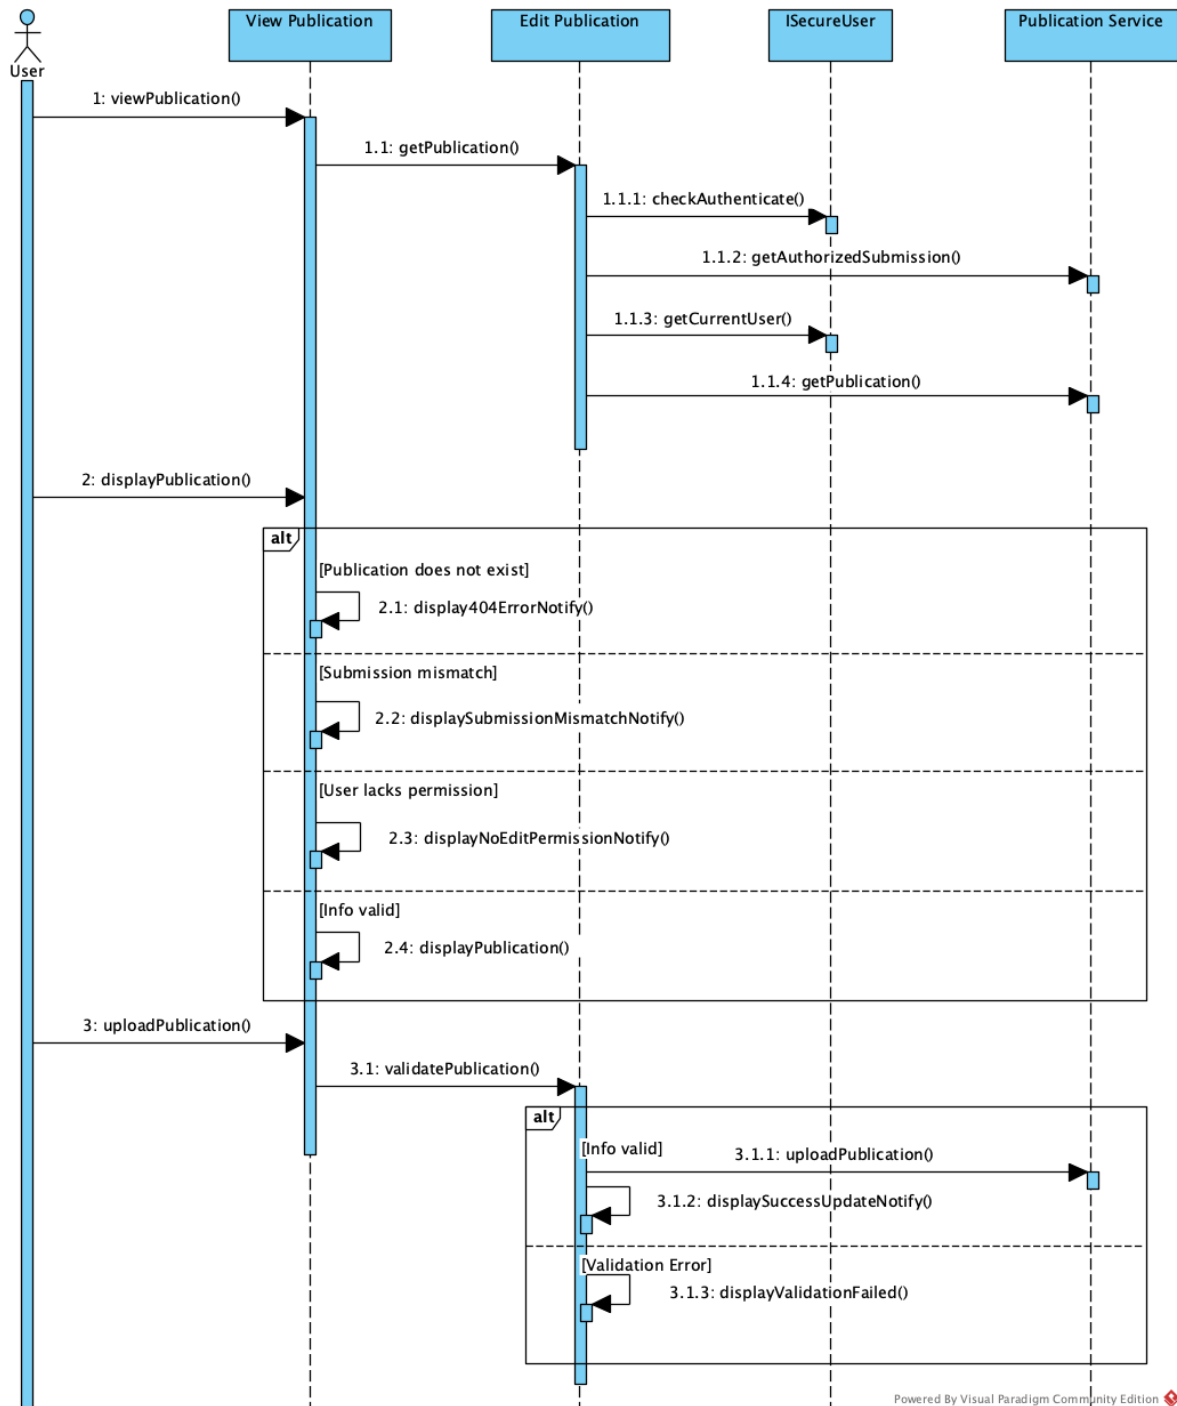 View Publication
Edit Publication
ISecureUser
Publication Service
User
1: viewPublication()
1.1: getPublication()
1.1.1: checkAuthenticate()
1.1.2: getAuthorizedSubmission()
1.1.3: getCurrentUser()
1.1.4: getPublication()
2: displayPublication()
alt
[Publication does not exist]
2.1: display404ErrorNotify()
[Submission mismatch]
2.2: displaySubmissionMismatchNotify()
[User lacks permission]
2.3: displayNoEditPermissionNotify()
[Info valid]
2.4: displayPublication()
3: uploadPublication()
3.1: validatePublication()
alt
[Info valid]
3.1.1: uploadPublication()
3.1.2: displaySuccessUpdateNotify()
[Validation Error]
3.1.3: displayValidationFailed()
Powered By Visual Paradigm Community Edition